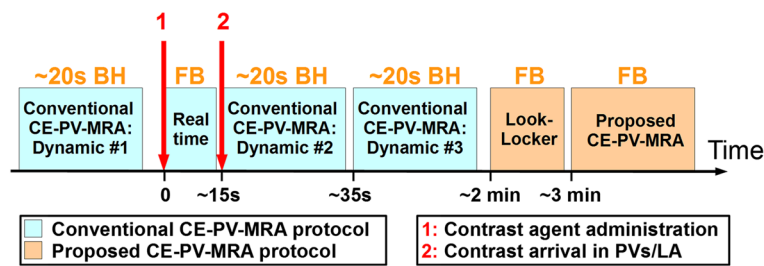 1 2
~20s BH FB ~20s BH ~20s BH FB FB
Conventional
CE-PV-MRA:
Dynamic #1
Real
time
Conventional
CE-PV-MRA:
Dynamic #2
Conventional
CE-PV-MRA:
Dynamic #3
Look-
Locker
Proposed
CE-PV-MRA
Time
0 ~15s ~35s ~2 min ~3 min
Conventional CE-PV-MRA protocol
Proposed CE-PV-MRA protocol
1: Contrast agent administration
2: Contrast arrival in PVs/LA